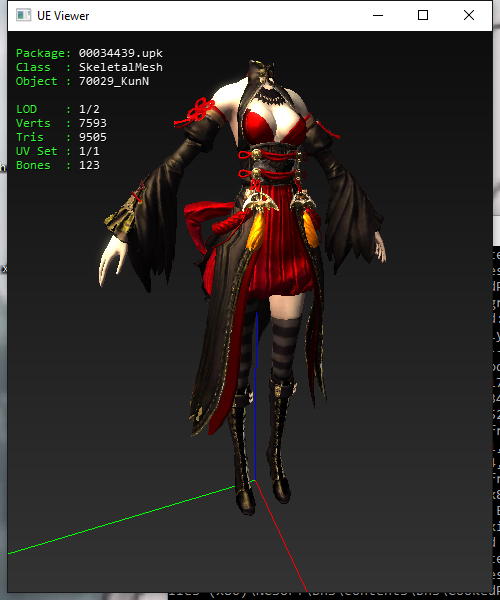 UE Viewer
Package: 00034439.upk
Class : SkeletalMesh
Object : 70029_KunN
LOD : 1/2
Verts : 7593
Tris : 9505
UV Set : 1/1
Bones : 123